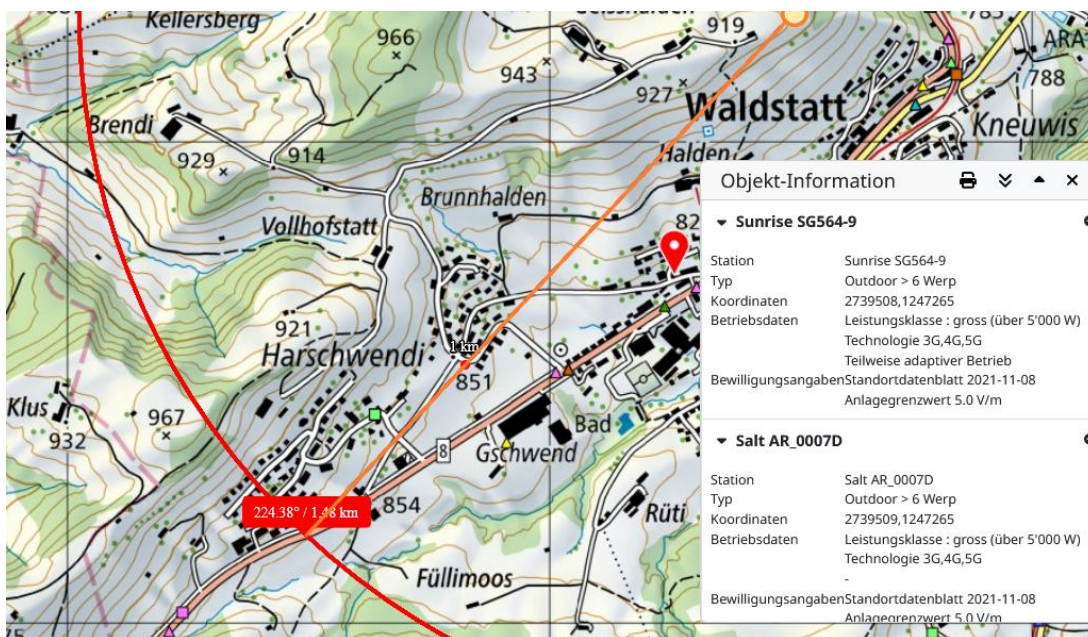 Kellersberg
966
919
943
927
Waldstatt
ARA
788
Kneuwis
Brendi
929
914
Halden
Brunnhalden
Vollhofstatt
82
921
Harschwendi
1 km
851
Klus
932
967
8
Bad
Gschwend
224.38° / 1.48 km
854
Rüti
Füllimoos
Objekt-Information
Sunrise SG564-9
Station Sunrise SG564-9
Typ Outdoor > 6 Werp
Koordinaten 2739508,1247265
Betriebsdaten Leistungsklasse : gross (über 5'000 W)
Technologie 3G,4G,5G
Teilweise adaptiver Betrieb
Bewilligungsangaben Standortdatenblatt 2021-11-08
Anlagegrenzwert 5.0 V/m
Salt AR_0007D
Station Salt AR_0007D
Typ Outdoor > 6 Werp
Koordinaten 2739509,1247265
Betriebsdaten Leistungsklasse : gross (über 5'000 W)
Technologie 3G,4G,5G
-
Bewilligungsangaben Standortdatenblatt 2021-11-08
Anlagegrenzwert 5.0 V/m